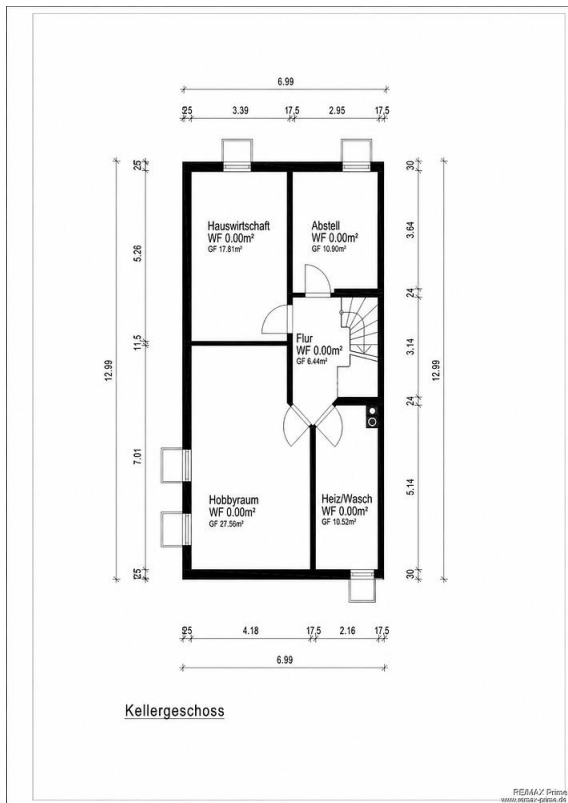 6.99
5 25 3.39 17,5 2.95 17,5
25 30
Hauswirtschaft
WF 0.00m²
GF 17.81m²
Abstell
WF 0.00m²
GF 10.90m²
5.26
3.64
24
Flur
WF 0.00m²
GF 6.44m²
11,5
3.14
12.99
12.99
24
7.01
5.14
Hobbyraum
WF 0.00m²
GF 27.56m²
Heiz/Wasch
WF 0.00m²
GF 10.52m²
25 30
5 25 4.18 17,5 2.16 17,5
6.99
Kellergeschoss
RE/MAX Prime
www.remax-prime.de